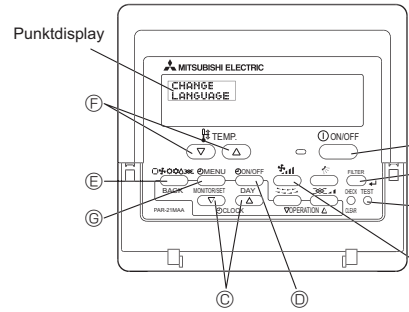 Punktdisplay
MITSUBISHI ELECTRIC
CHANGE
LANGUAGE
F
TEMP.
ON/OFF
E
MENU
ON/OFF
FILTER
BACK
MONITOR/SET
DAY
CHECK TEST
PAR-21MAA
CLOCK
OPERATION
CLEAR
G
C
D